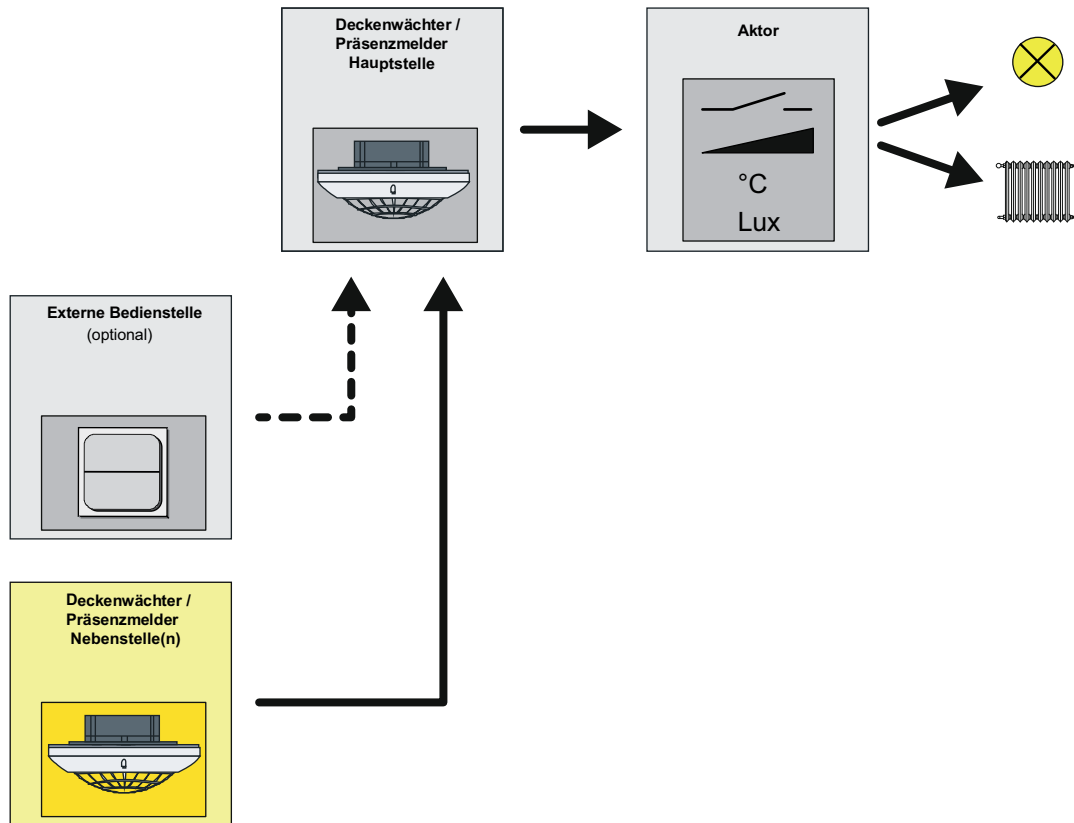 Deckenwächter /
Präsenzmelder
Hauptstelle
Aktor
°C
Lux
Externe Bedienstelle
(optional)
Deckenwächter /
Präsenzmelder
Nebenstelle(n)